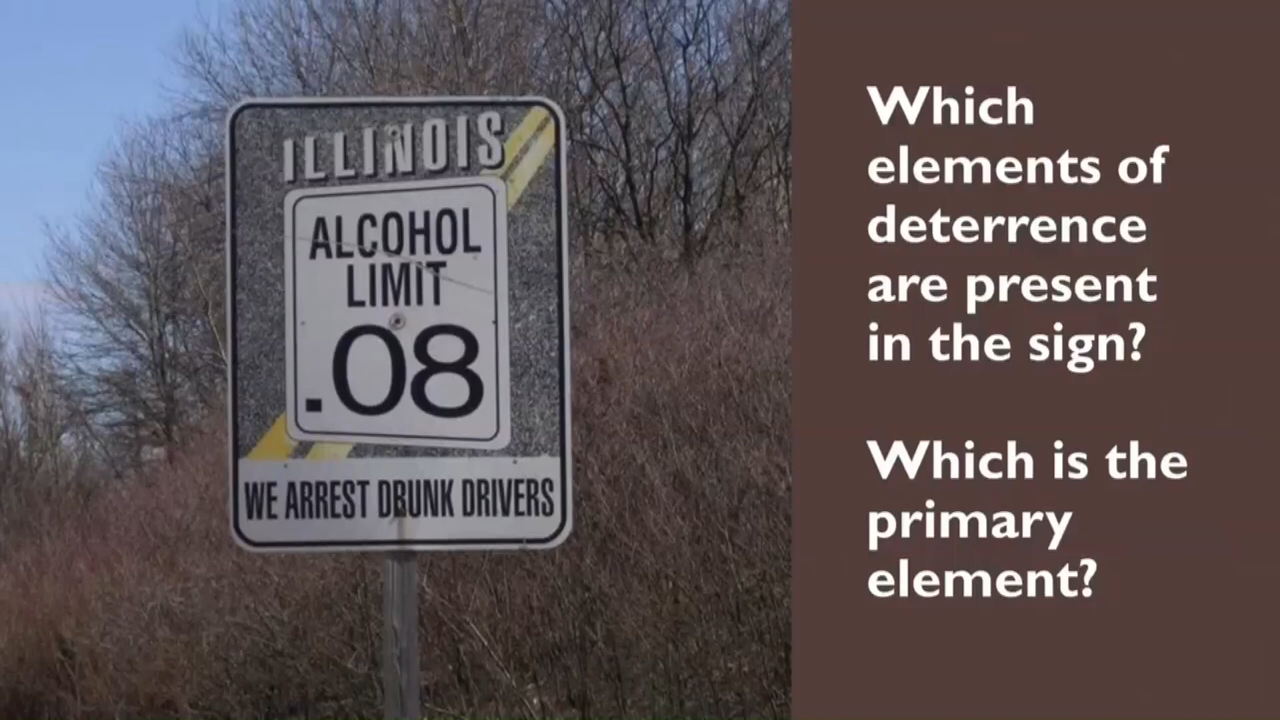 ILLINOIS
ALCOHOL
LIMIT
.08
WE ARREST DRUNK DRIVERS
Which
elements of
deterrence
are present
in the sign?
Which is the
primary
element?